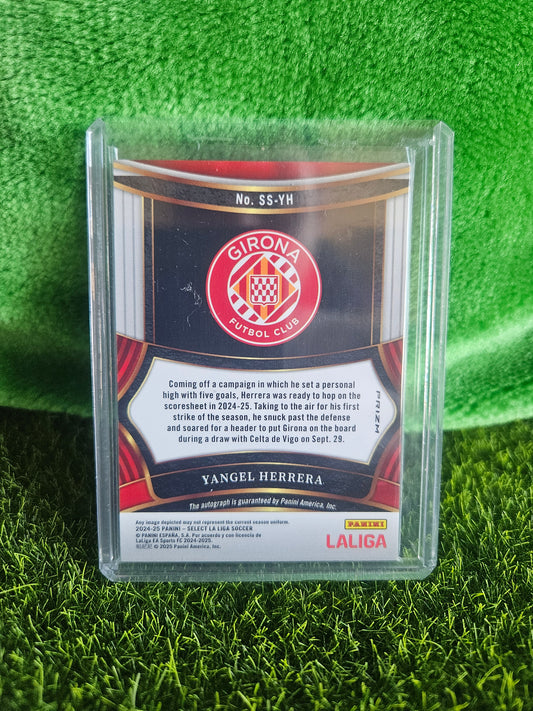 No. SS-YH
GIRONA
FUTBOL CLUB
Coming off a campaign in which he set a personal
high with five goals, Herrera was ready to hop on the
scoresheet in 2024-25. Taking to the air for his first
strike of the season, he snuck past the defense
and soared for a header to put Girona on the board
during a draw with Celta de Vigo on Sept. 29.
PRIZM
YANGEL HERRERA
The autograph is guaranteed by Panini America, Inc.
Any image depicted may not represent the current season uniform.
2024-25 PANINI – SELECT LA LIGA SOCCER
© PANINI ESPAÑA, S.A. Por acuerdo y con licencia de
LaLiga EA Sports FC 2024-2025.
© 2025 Panini America, Inc.
PANINI
LALIGA